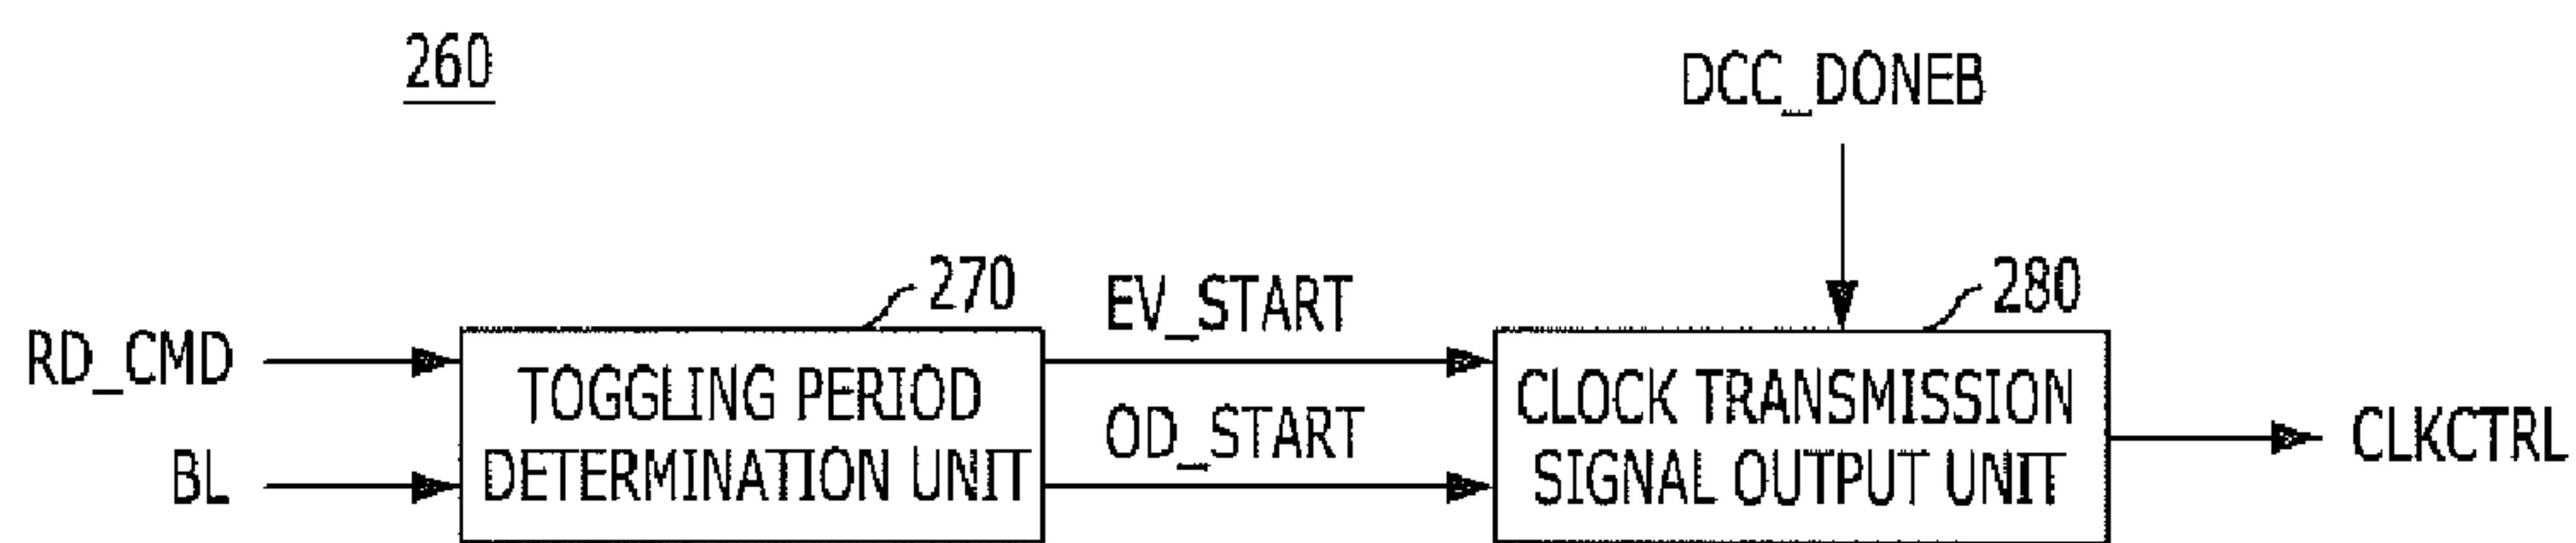 260
DCC_DONEB
270
280
EV_START
RD_CMD
TOGGLING PERIOD
DETERMINATION UNIT
OD_START
BL
CLOCK TRANSMISSION
SIGNAL OUTPUT UNIT
CLKCTRL